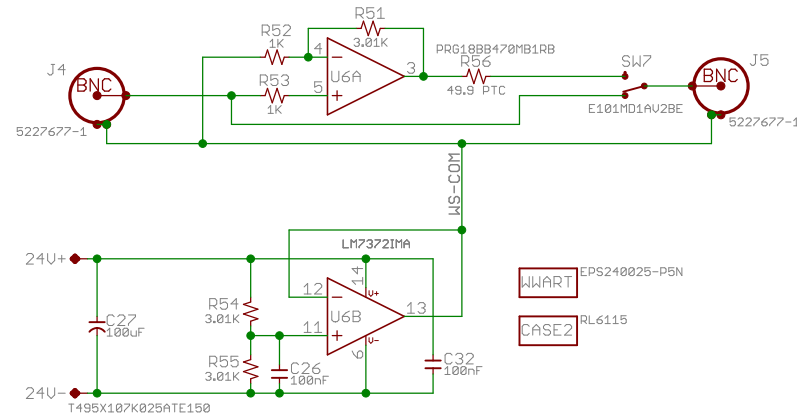 R51
R52
3.01K
1K
4
PRG18BB470MB1RB
J4
U6A
3
R56
SW7
J5
BNC
R53
5
49.9 PTC
BNC
1K
E101MD1AV2BE
5227677-1
5227677-1
WS-COM
LM7372IMA
24V+
14
EPS240025-P5N
12
V+
WWART
R54
13
3.01K
U6B
C27
RL6115
100uF
11
CASE2
V-
R55
6
C32
3.01K
C26
100nF
100nF
24V-
T495X107K025ATE150